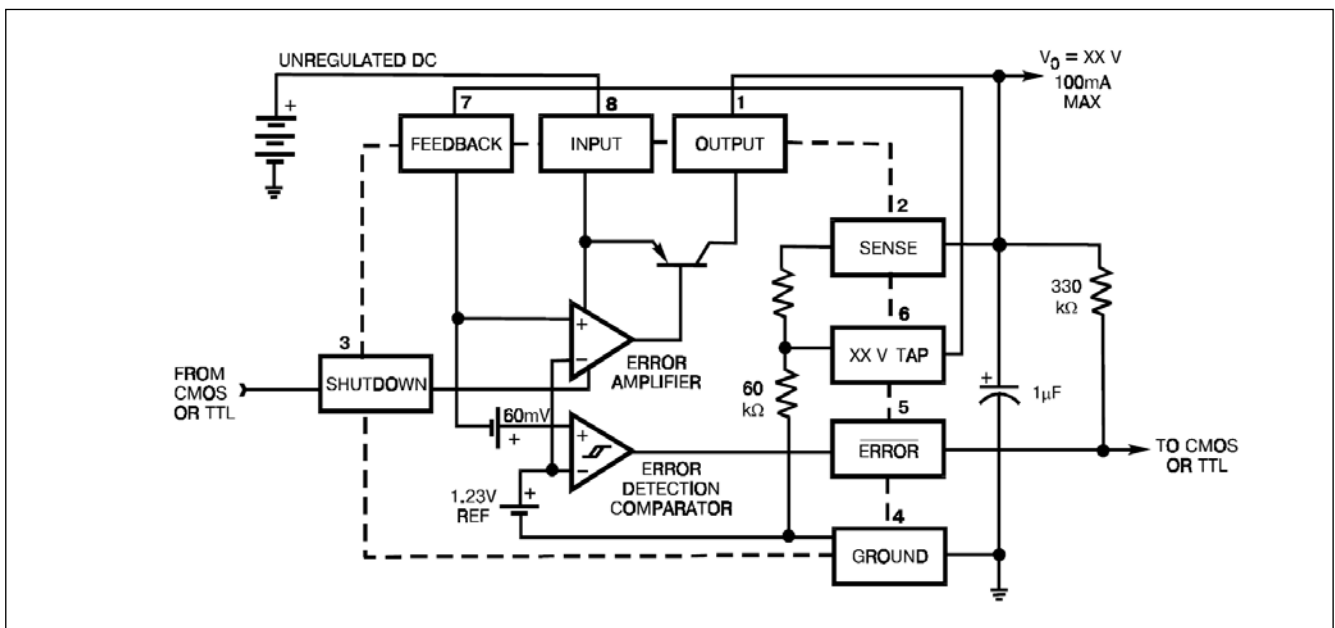 UNREGULATED DC
V₀ = XX V
100mA
MAX
7
8
1
FEEDBACK
INPUT
OUTPUT
2
SENSE
330
kΩ
6
XX V TAP
3
SHUTDOWN
FROM
CMOS
OR TTL
+
−
ERROR
AMPLIFIER
60
kΩ
+
1μF
5
ERROR
TO CMOS
OR TTL
60mV
+
+
−
ERROR
DETECTION
COMPARATOR
1.23V
REF
+
4
GROUND
+